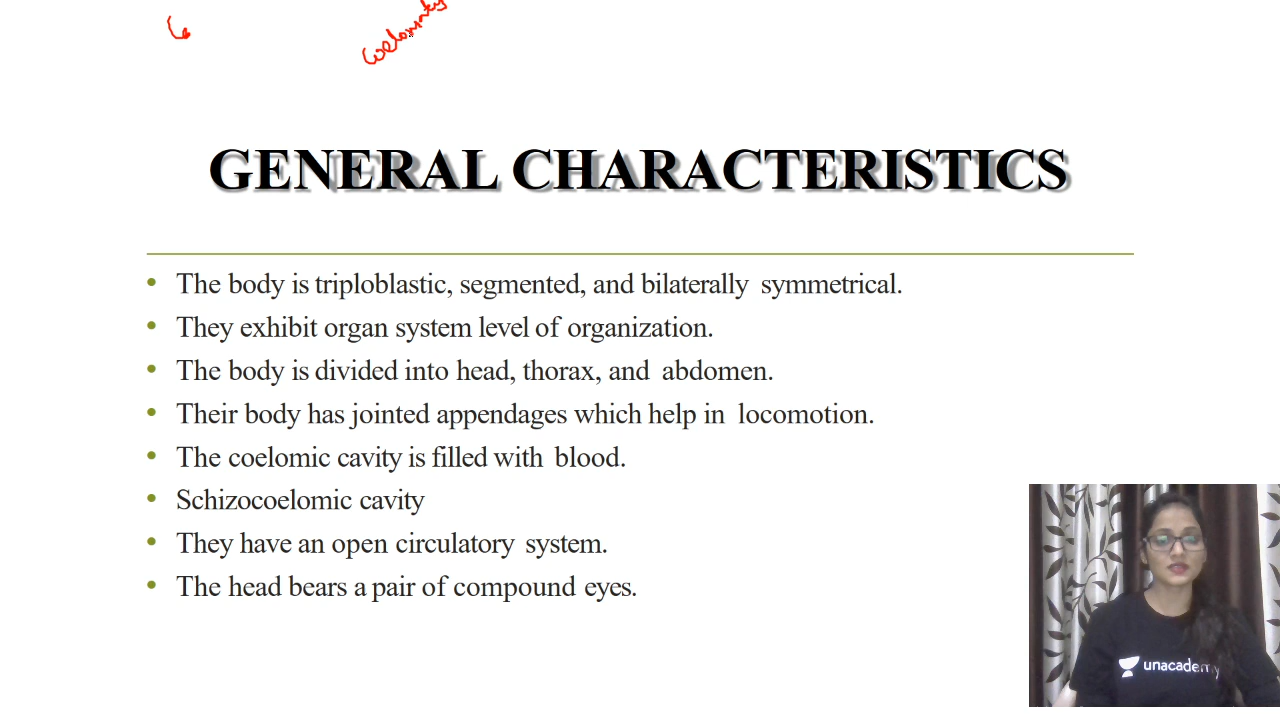 coelomates
GENERAL CHARACTERISTICS
• The body is triploblastic, segmented, and bilaterally symmetrical.
• They exhibit organ system level of organization.
• The body is divided into head, thorax, and abdomen.
• Their body has jointed appendages which help in locomotion.
• The coelomic cavity is filled with blood.
• Schizocoelomic cavity
• They have an open circulatory system.
• The head bears a pair of compound eyes.
unacademy